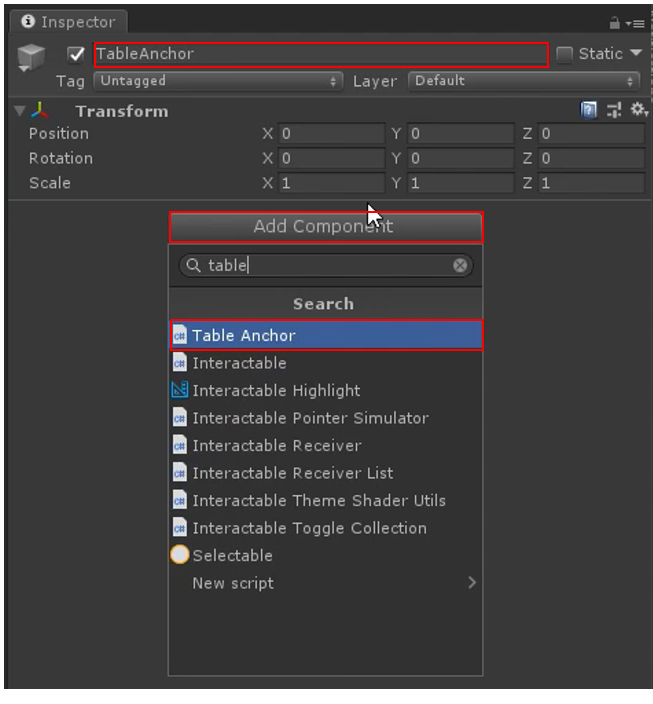 Inspector
TableAnchor Static
Tag Untagged Layer Default
Transform
Position X 0 Y 0 Z 0
Rotation X 0 Y 0 Z 0
Scale X 1 Y 1 Z 1
Add Component
table
Search
c# Table Anchor
c# Interactable
Interactable Highlight
c# Interactable Pointer Simulator
c# Interactable Receiver
c# Interactable Receiver List
c# Interactable Theme Shader Utils
c# Interactable Toggle Collection
Selectable
New script